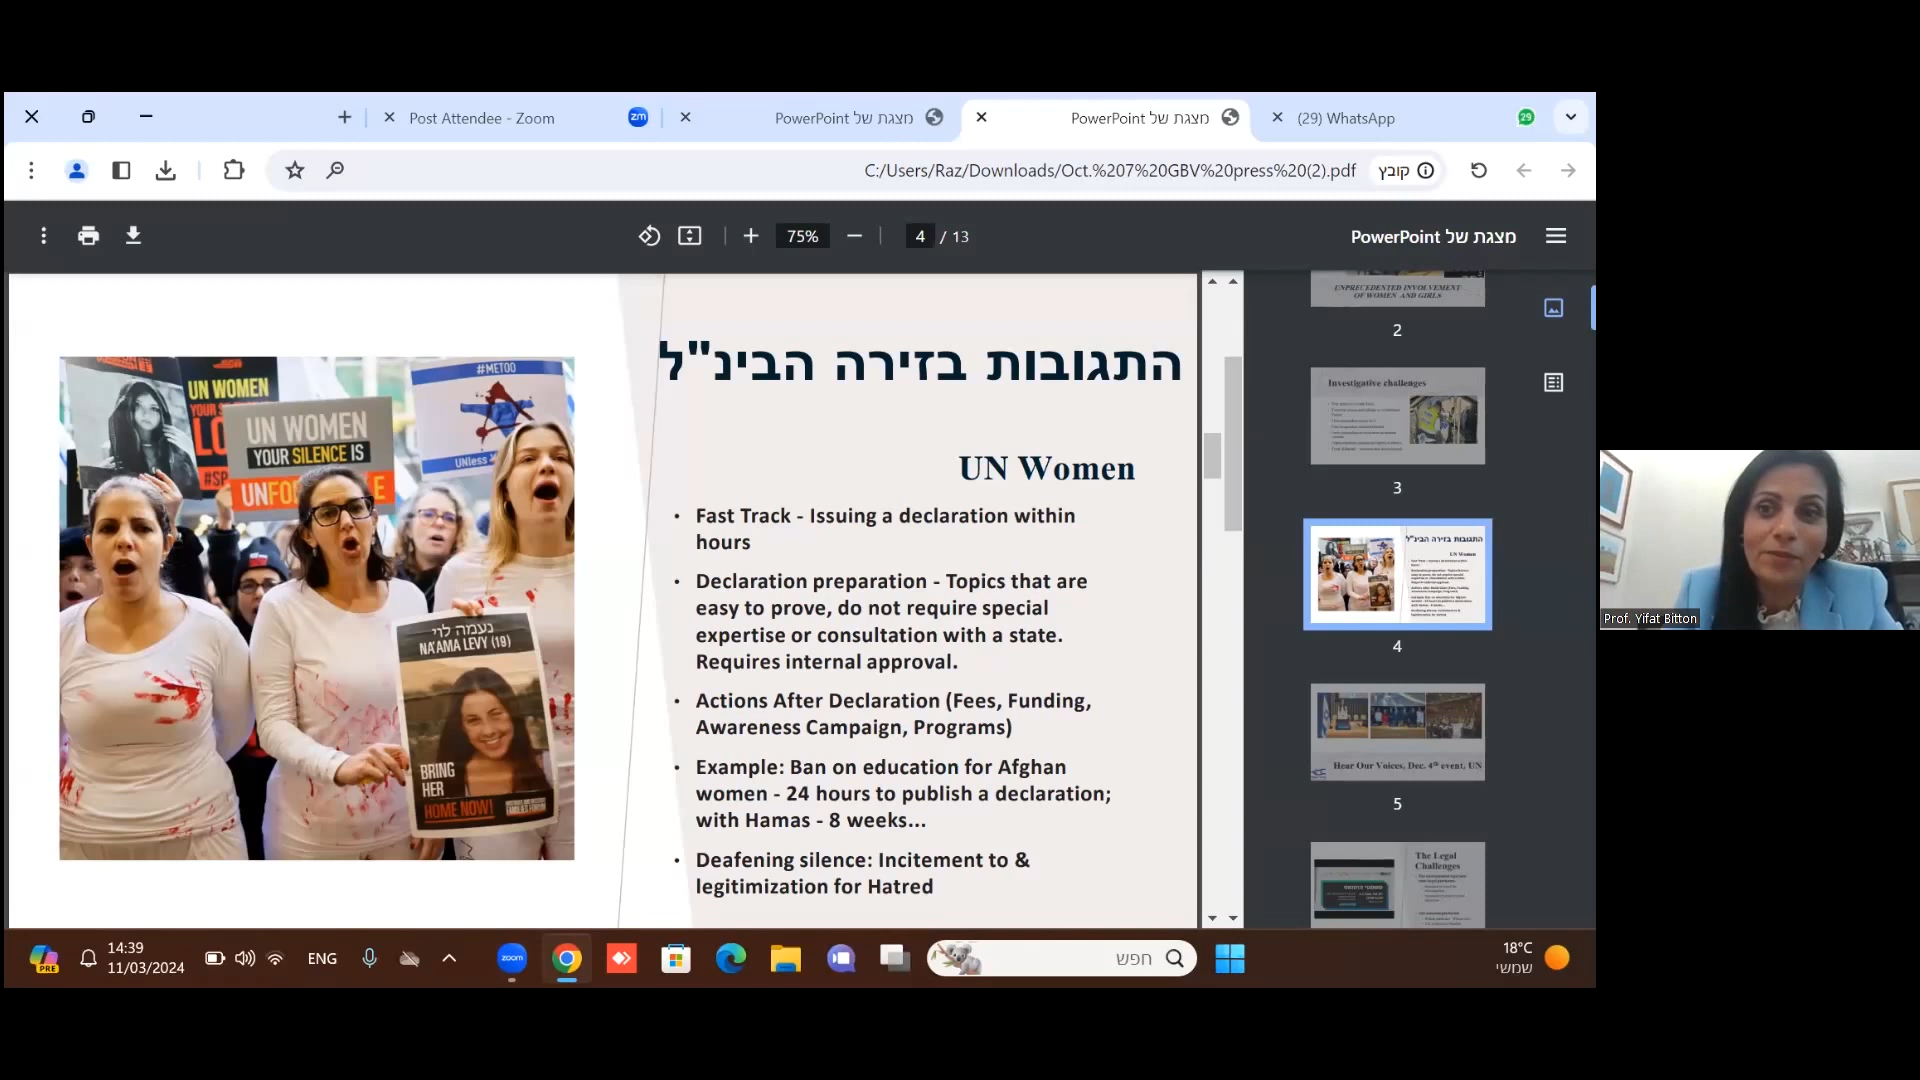 Post Attendee - Zoom
zm
מצגת של PowerPoint
מצגת של PowerPoint
(29) WhatsApp
29
C:/Users/Raz/Downloads/Oct.%207%20GBV%20press%20(2).pdf
קובץ
75%
4 / 13
מצגת של PowerPoint
התגובות בזירה הבינ"ל
UN Women
• Fast Track - Issuing a declaration within
hours
• Declaration preparation - Topics that are
easy to prove, do not require special
expertise or consultation with a state.
Requires internal approval.
• Actions After Declaration (Fees, Funding,
Awareness Campaign, Programs)
• Example: Ban on education for Afghan
women - 24 hours to publish a declaration;
with Hamas - 8 weeks...
• Deafening silence: Incitement to &
legitimization for Hatred
UN WOMEN
UN WOMEN
YOUR SILENCE IS
#METOO
UNless
נעמה לוי
NA'AMA LEVY (19)
BRING
HER
HOME NOW!
UNPRECEDENTED INVOLVEMENT
OF WOMEN AND GIRLS
2
Investigative challenges
3
התגובות בזירה הבינ"ל
UN Women
4
Hear Our Voices, Dec. 4th event, UN
5
The Legal
Challenges
Prof. Yifat Bitton
PRE
14:39
11/03/2024
ENG
zoom
חפש
18°C
שמשי